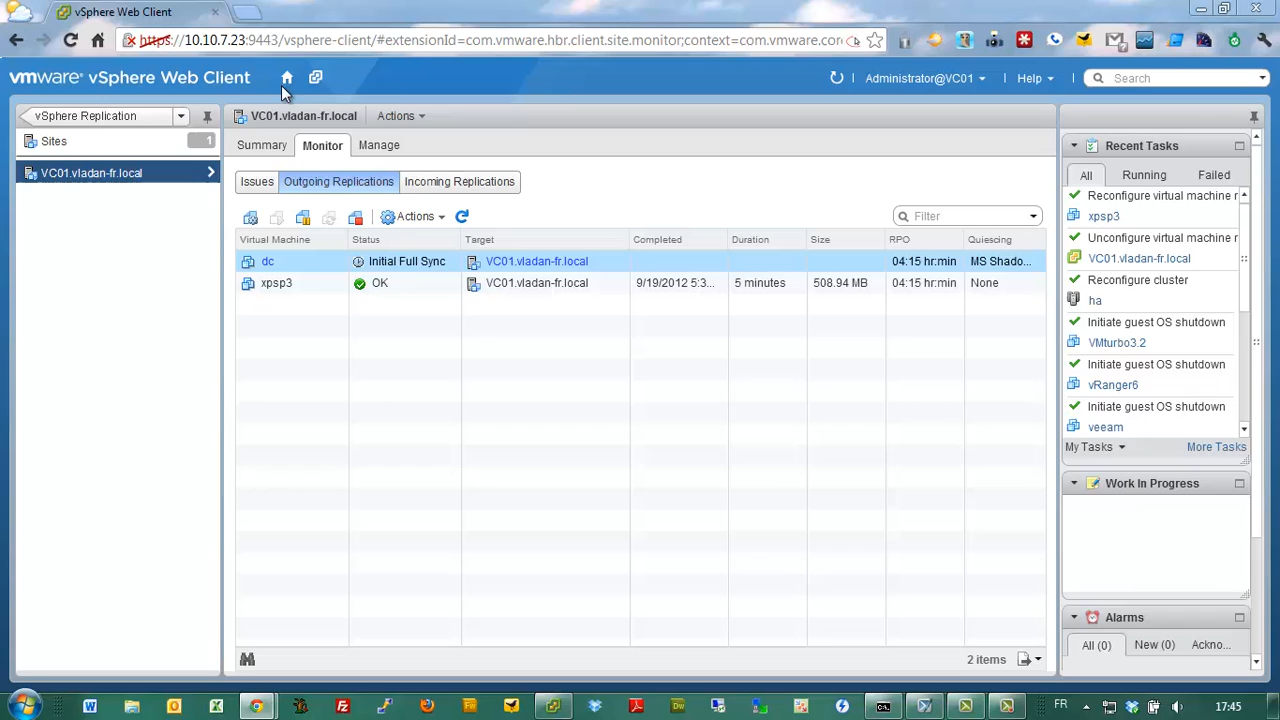 vSphere Web Client
https://10.10.7.23:9443/vsphere-client/#extensionId=com.vmware.hbr.client.site.monitor;context=com.vmware.cor
vmware vSphere Web Client
Administrator@VC01
Help
Search
vSphere Replication
Sites 1
VC01.vladan-fr.local
VC01.vladan-fr.local Actions
Summary Monitor Manage
Issues Outgoing Replications Incoming Replications
Actions
Filter
Virtual Machine Status Target Completed Duration Size RPO Quiescing
dc Initial Full Sync VC01.vladan-fr.local 04:15 hr:min MS Shado...
xpsp3 OK VC01.vladan-fr.local 9/19/2012 5:3... 5 minutes 508.94 MB 04:15 hr:min None
2 items
Recent Tasks
All Running Failed
Reconfigure virtual machine r
xpsp3
Unconfigure virtual machine r
VC01.vladan-fr.local
Reconfigure cluster
ha
Initiate guest OS shutdown
VMturbo3.2
Initiate guest OS shutdown
vRanger6
Initiate guest OS shutdown
veeam
My Tasks More Tasks
Work In Progress
Alarms
All (0) New (0) Ackno...
FR 17:45